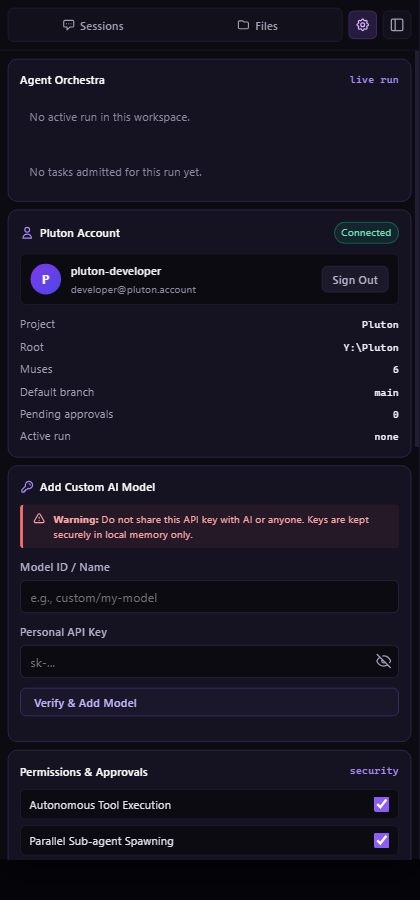 Sessions
Files
Agent Orchestra
live run
No active run in this workspace.
No tasks admitted for this run yet.
Pluton Account
Connected
P
pluton-developer
developer@pluton.account
Sign Out
Project
Pluton
Root
Y:\Pluton
Muses
6
Default branch
main
Pending approvals
0
Active run
none
Add Custom AI Model
Warning: Do not share this API key with AI or anyone. Keys are kept
securely in local memory only.
Model ID / Name
e.g., custom/my-model
Personal API Key
sk-...
Verify & Add Model
Permissions & Approvals
security
Autonomous Tool Execution
Parallel Sub-agent Spawning